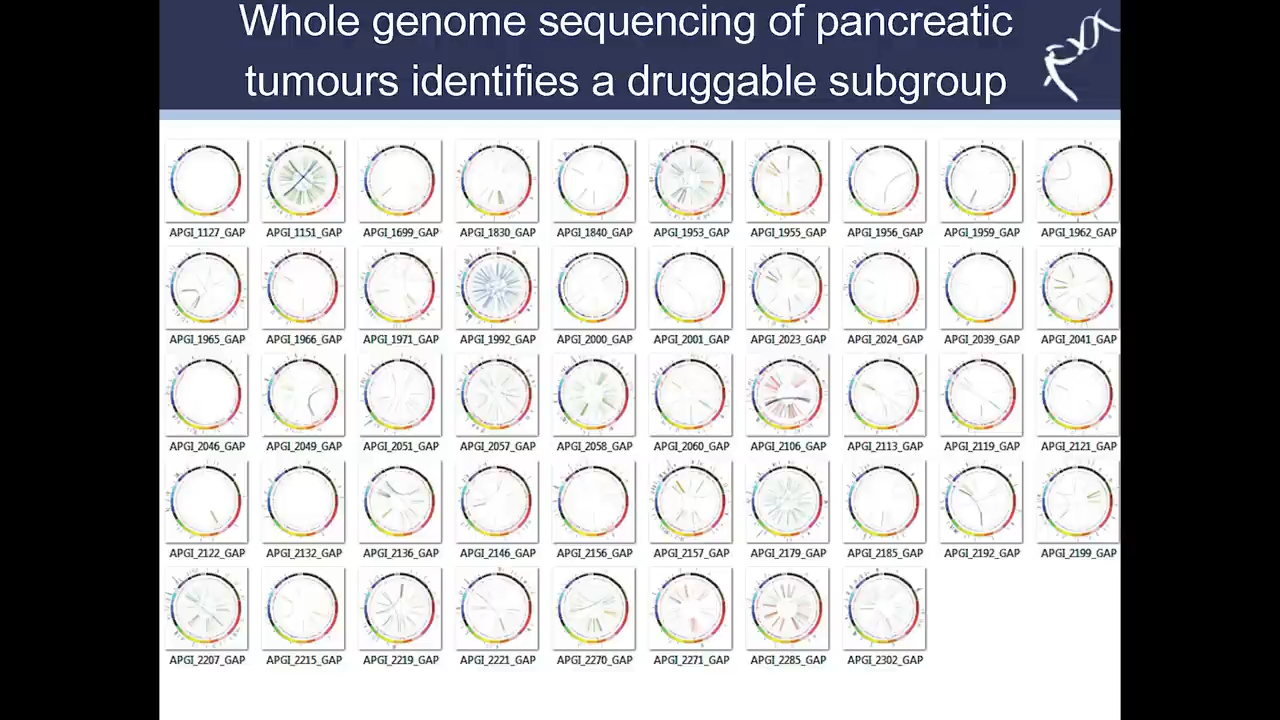 Whole genome sequencing of pancreatic
tumours identifies a druggable subgroup
APGI_1127_GAP APGI_1151_GAP APGI_1699_GAP APGI_1830_GAP APGI_1840_GAP APGI_1953_GAP APGI_1955_GAP APGI_1956_GAP APGI_1959_GAP APGI_1962_GAP
APGI_1965_GAP APGI_1966_GAP APGI_1971_GAP APGI_1992_GAP APGI_2000_GAP APGI_2001_GAP APGI_2023_GAP APGI_2024_GAP APGI_2039_GAP APGI_2041_GAP
APGI_2046_GAP APGI_2049_GAP APGI_2051_GAP APGI_2057_GAP APGI_2058_GAP APGI_2060_GAP APGI_2106_GAP APGI_2113_GAP APGI_2119_GAP APGI_2121_GAP
APGI_2122_GAP APGI_2132_GAP APGI_2136_GAP APGI_2146_GAP APGI_2156_GAP APGI_2157_GAP APGI_2179_GAP APGI_2185_GAP APGI_2192_GAP APGI_2199_GAP
APGI_2207_GAP APGI_2215_GAP APGI_2219_GAP APGI_2221_GAP APGI_2270_GAP APGI_2271_GAP APGI_2285_GAP APGI_2302_GAP